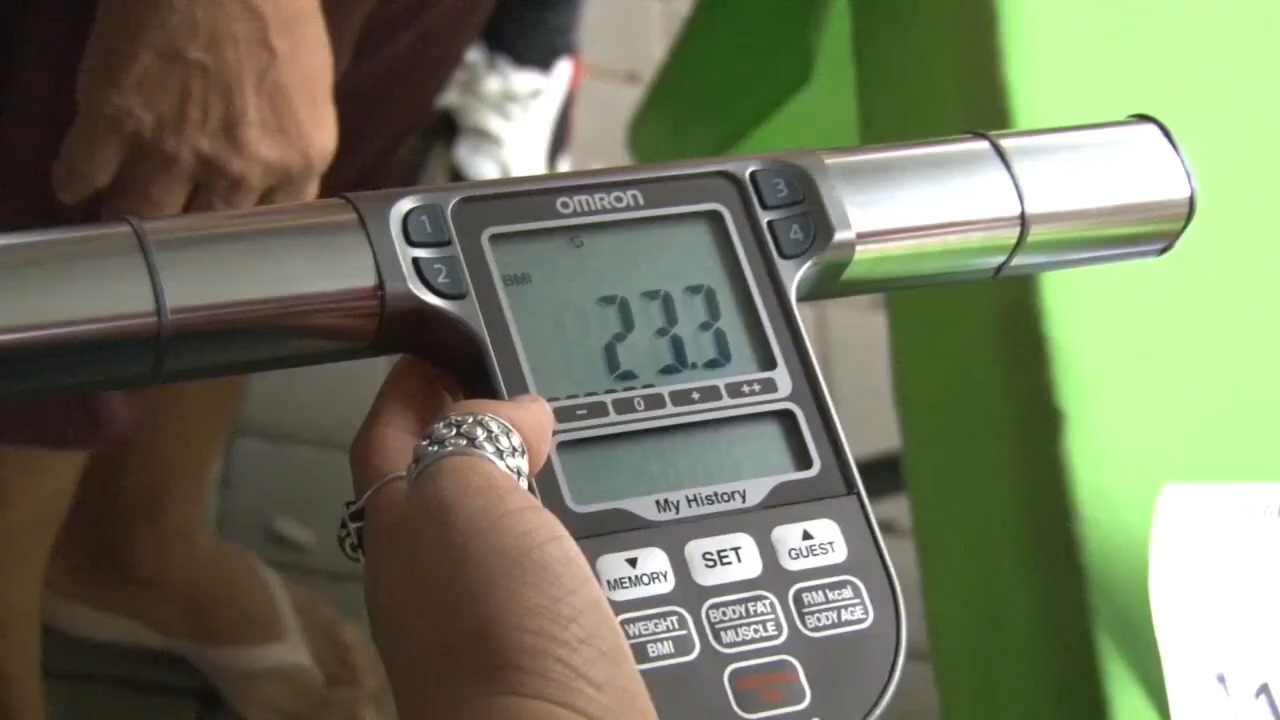 OMRON
1
2
3
4
G
BMI
23.3
- 0 + ++
My History
MEMORY
SET
GUEST
WEIGHT
BMI
BODY FAT
MUSCLE
RM kcal
BODY AGE